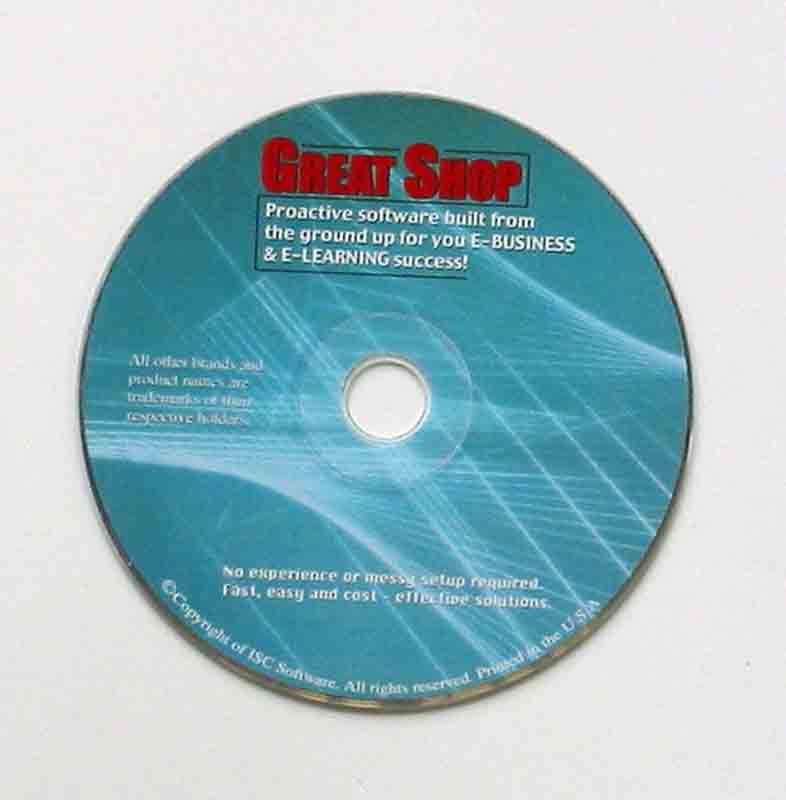 GREAT SHOP
Proactive software built from
the ground up for you E-BUSINESS
& E-LEARNING success!
All other brands and
product names are
trademarks of their
respective holders.
No experience or messy setup required.
Fast, easy and cost - effective solutions.
©Copyright of ISC Software. All rights reserved. Printed in the U.S.A